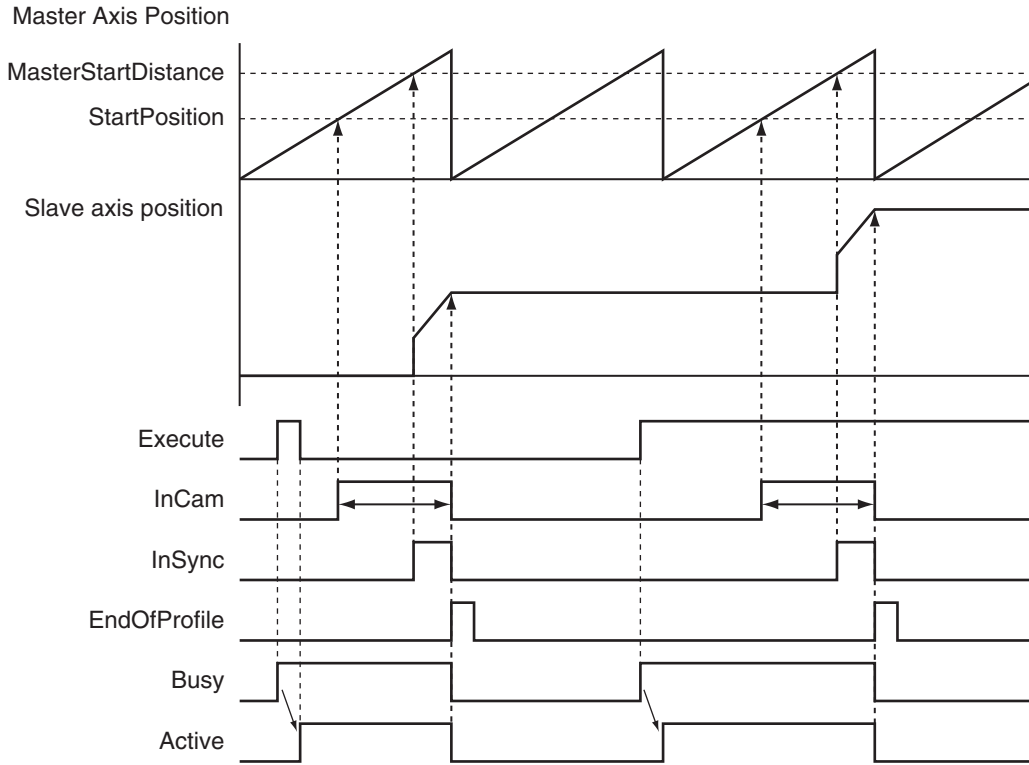 Master Axis Position
MasterStartDistance
StartPosition
Slave axis position
Execute
InCam
InSync
EndOfProfile
Busy
Active